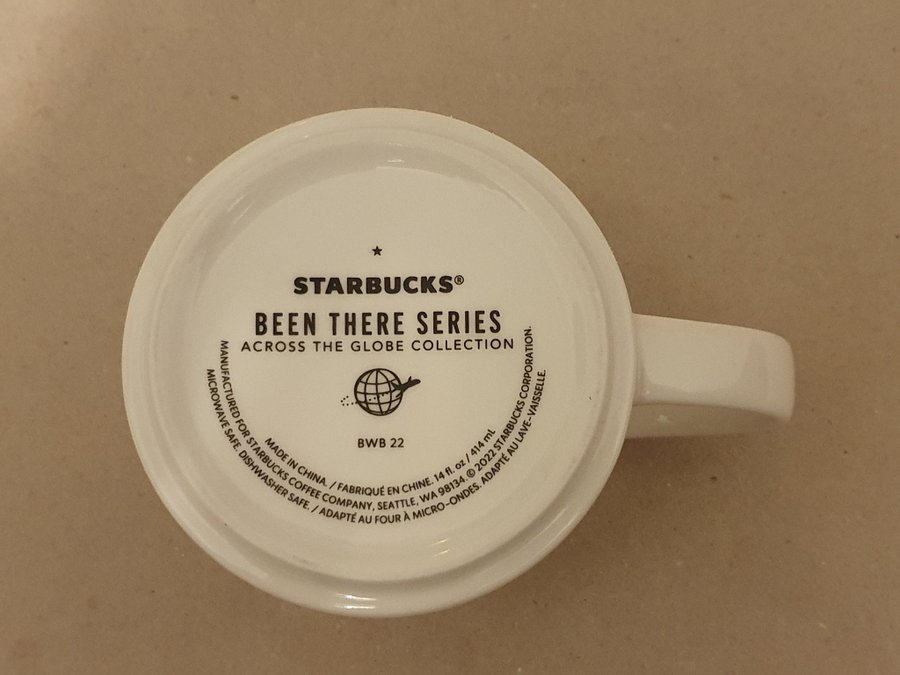 STARBUCKS®
BEEN THERE SERIES
ACROSS THE GLOBE COLLECTION
BWB 22
MADE IN CHINA. / FABRIQUÉ EN CHINE. 14 fl. oz / 414 mL
MANUFACTURED FOR STARBUCKS COFFEE COMPANY, SEATTLE, WA 98134. © 2022 STARBUCKS CORPORATION.
MICROWAVE SAFE. DISHWASHER SAFE. / ADAPTÉ AU FOUR À MICRO-ONDES. ADAPTÉ AU LAVE-VAISSELLE.